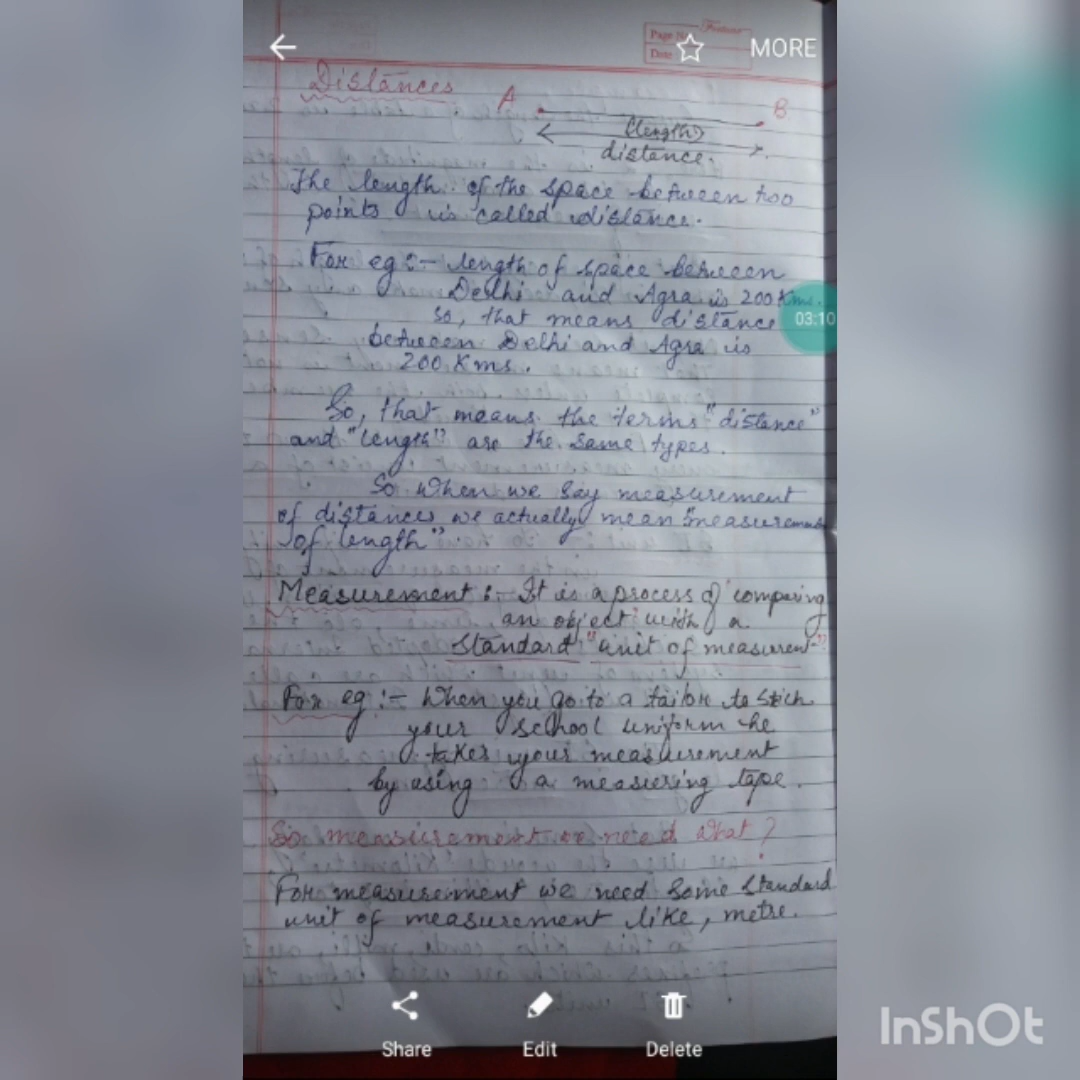 Page No.
Date
MORE
Distances
A B
(length)
distance.
The length of the space between two
points is called distance.
For eg :- length of space between
Delhi and Agra is 200 Kms.
So, that means distance
03:10
between Delhi and Agra is
200 Kms.
So, that means the terms "distance"
and "length" are the same types.
So when we say measurement
of distances we actually mean "measurement
of length".
Measurement :- It is a process of comparing
an object with a
standard "unit of measurement"
For eg :- When you go to a tailor to stich
your school uniform he
takes your measurement
by using a measuring tape.
So measurement we need what?
For measurement we need some standard
unit of measurement like, metre.
Share Edit Delete
InShOt